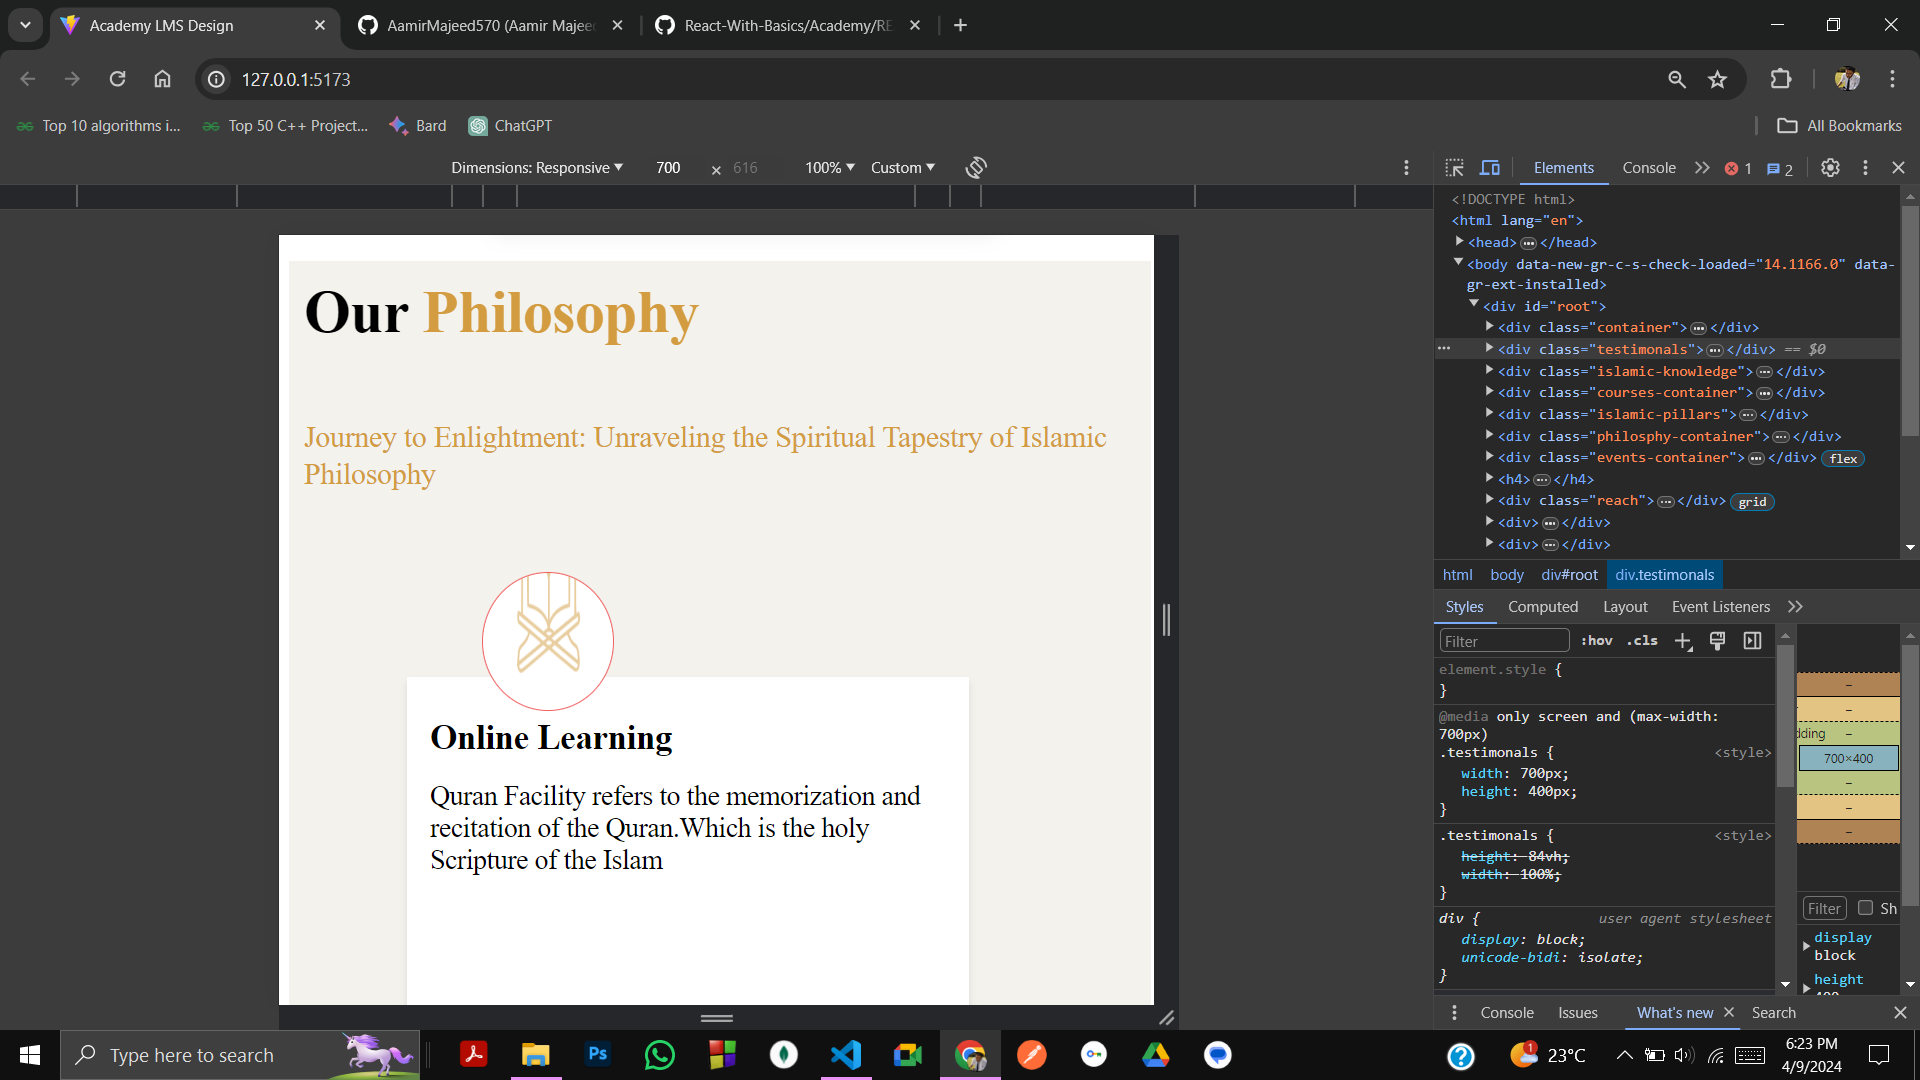 Academy LMS Design
AamirMajeed570 (Aamir Majee
React-With-Basics/Academy/RE
127.0.0.1:5173
Top 10 algorithms i...
Top 50 C++ Project...
Bard
ChatGPT
All Bookmarks
Dimensions: Responsive
700
×
616
100%
Custom
Our Philosophy
Journey to Enlightment: Unraveling the Spiritual Tapestry of Islamic
Philosophy
Online Learning
Quran Facility refers to the memorization and
recitation of the Quran.Which is the holy
Scripture of the Islam
Elements
Console
1
2
<!DOCTYPE html>
<html lang="en">
<head>…</head>
<body data-new-gr-c-s-check-loaded="14.1166.0" data-
gr-ext-installed>
<div id="root">
<div class="container">…</div>
… <div class="testimonals">…</div> == $0
<div class="islamic-knowledge">…</div>
<div class="courses-container">…</div>
<div class="islamic-pillars">…</div>
<div class="philosphy-container">…</div>
<div class="events-container">…</div> flex
<h4>…</h4>
<div class="reach">…</div> grid
<div>…</div>
<div>…</div>
html body div#root div.testimonals
Styles Computed Layout Event Listeners
Filter :hov .cls
element.style {
}
@media only screen and (max-width:
700px)
.testimonals { <style>
width: 700px;
height: 400px;
}
.testimonals { <style>
height: 84vh;
width: 100%;
}
div { user agent stylesheet
display: block;
unicode-bidi: isolate;
}
–
–
dding –
700×400
–
–
–
Filter Sh
display
block
height
Console Issues What's new Search
Type here to search
Ps
1
23°C
6:23 PM
4/9/2024